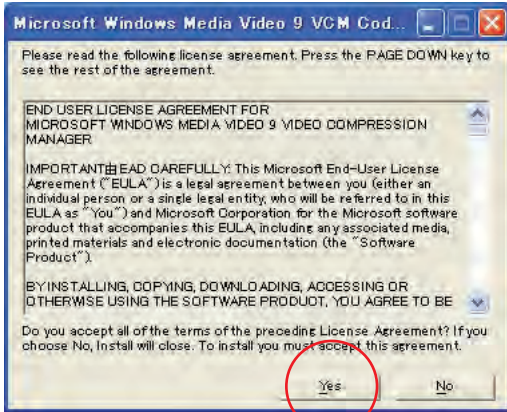 Microsoft Windows Media Video 9 VCM Cod...
Please read the following license agreement. Press the PAGE DOWN key to
see the rest of the agreement.
END USER LICENSE AGREEMENT FOR
MICROSOFT WINDOWS MEDIA VIDEO 9 VIDEO COMPRESSION
MANAGER
IMPORTANT由EAD CAREFULLY: This Microsoft End-User License
Agreement ("EULA") is a legal agreement between you (either an
individual person or a single legal entity, who will be referred to in this
EULA as "You") and Microsoft Corporation for the Microsoft software
product that accompanies this EULA, including any associated media,
printed materials and electronic documentation (the "Software
Product").
BY INSTALLING, COPYING, DOWNLOADING, ACCESSING OR
OTHERWISE USING THE SOFTWARE PRODUCT, YOU AGREE TO BE
Do you accept all of the terms of the preceding License Agreement? If you
choose No, Install will close. To install you must accept this agreement.
Yes No